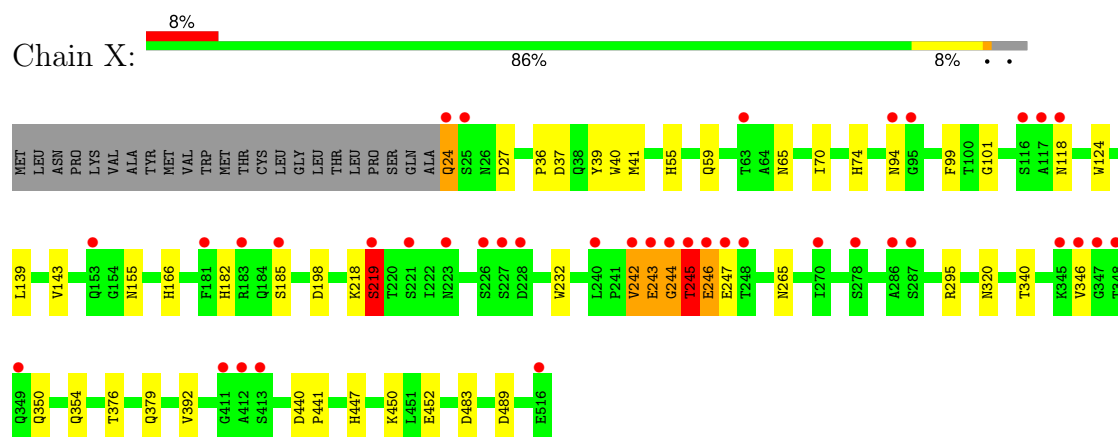 8%
Chain X:
86% 8% • •
MET LEU ASN PRO LYS VAL ALA TYR MET VAL TRP MET THR CYS LEU GLY LEU THR LEU PRO SER GLN ALA Q24 S25 N26 D27 P36 D37 Q38 Y39 W40 M41 H55 Q59 T63 A64 N65 I70 H74 N94 G95 F99 T100 G101 S116 A117 N118 W124
L139 V143 Q153 G154 N155 H166 F181 H182 R183 Q184 S185 D198 K218 S219 T220 S221 I222 N223 S226 S227 D228 W232 L240 P241 V242 E243 G244 T245 E246 E247 T248 N265 I270 S278 A286 S287 R295 N320 T340 K345 V346 G347 T348
Q349 Q350 Q354 T376 Q379 V392 G411 A412 S413 D440 P441 H447 K450 L451 E452 D483 D489 E516